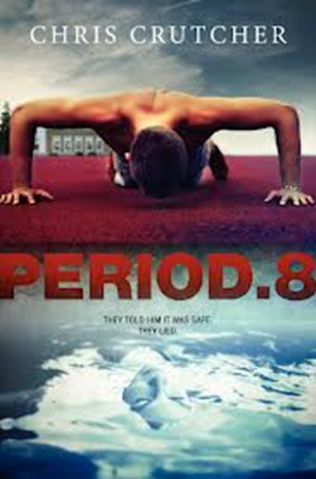 CHRIS CRUTCHER
PERIOD.8
THEY TOLD HIM IT WAS SAFE.
THEY LIED.